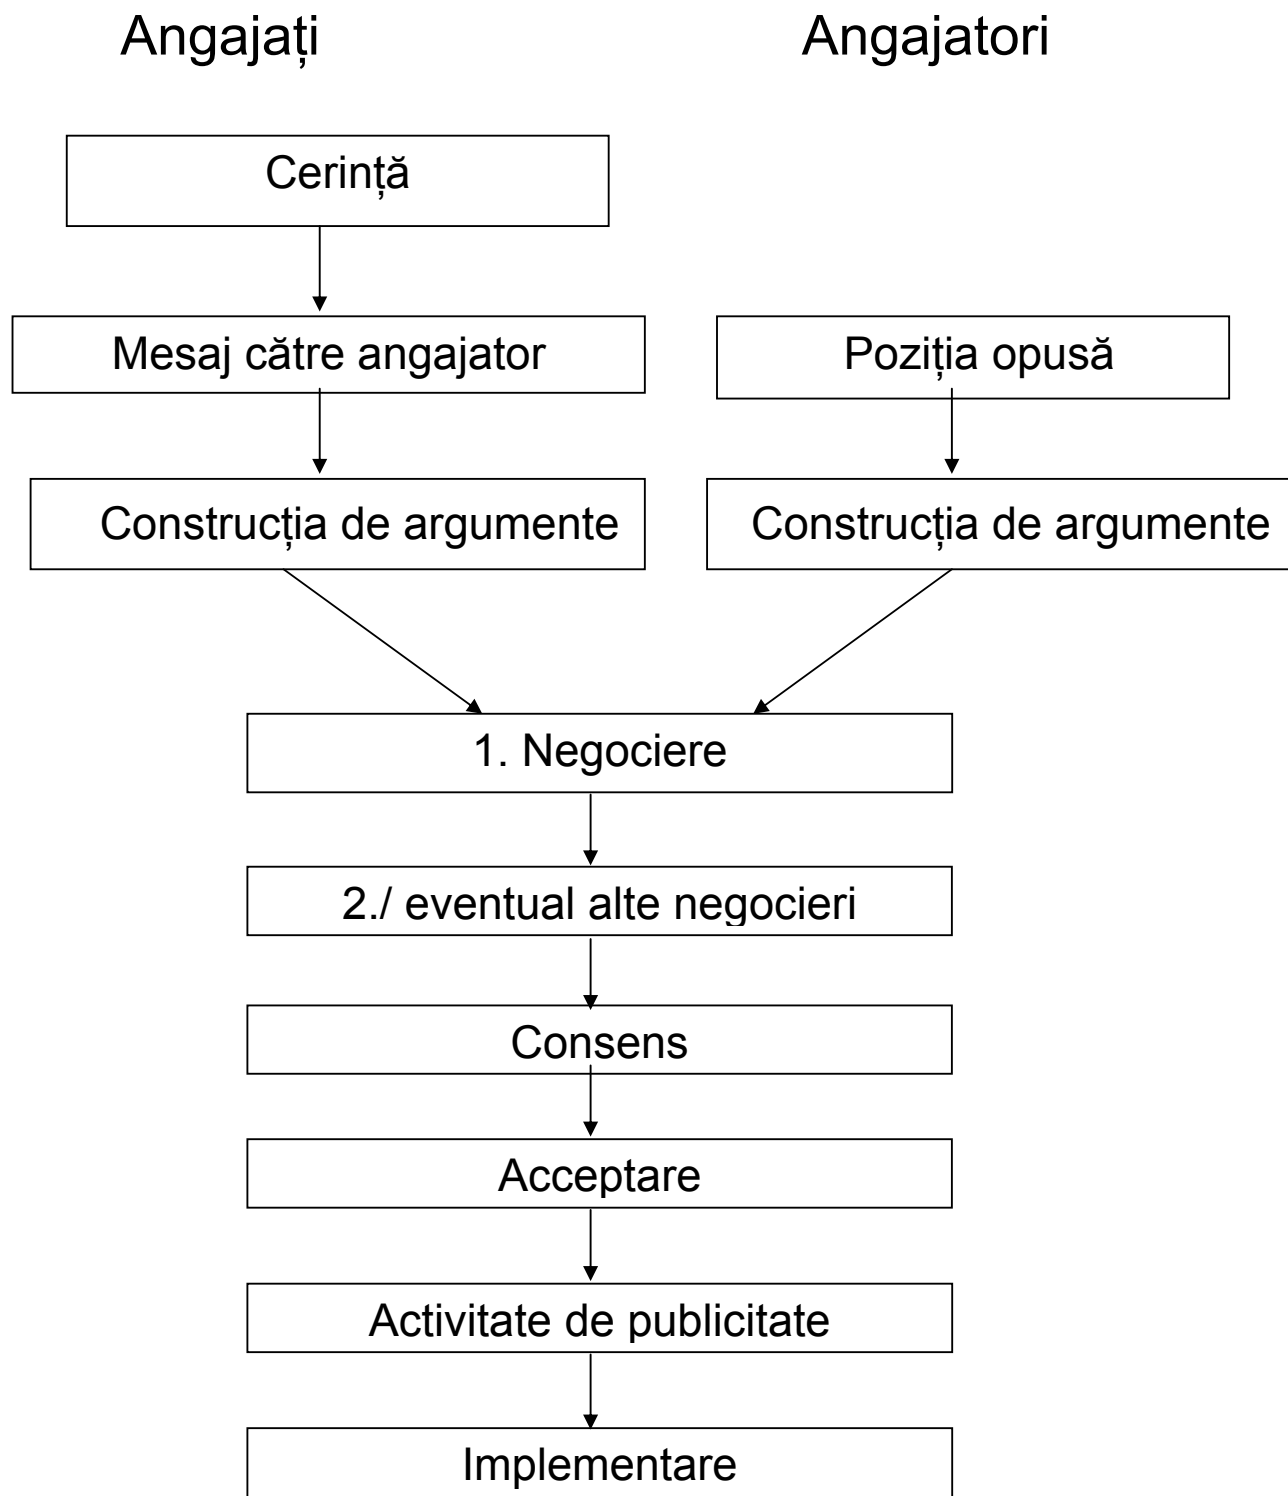 Angajați
Angajatori
Cerință
Mesaj către angajator
Poziția opusă
Construcția de argumente
Construcția de argumente
1. Negociere
2./ eventual alte negocieri
Consens
Acceptare
Activitate de publicitate
Implementare